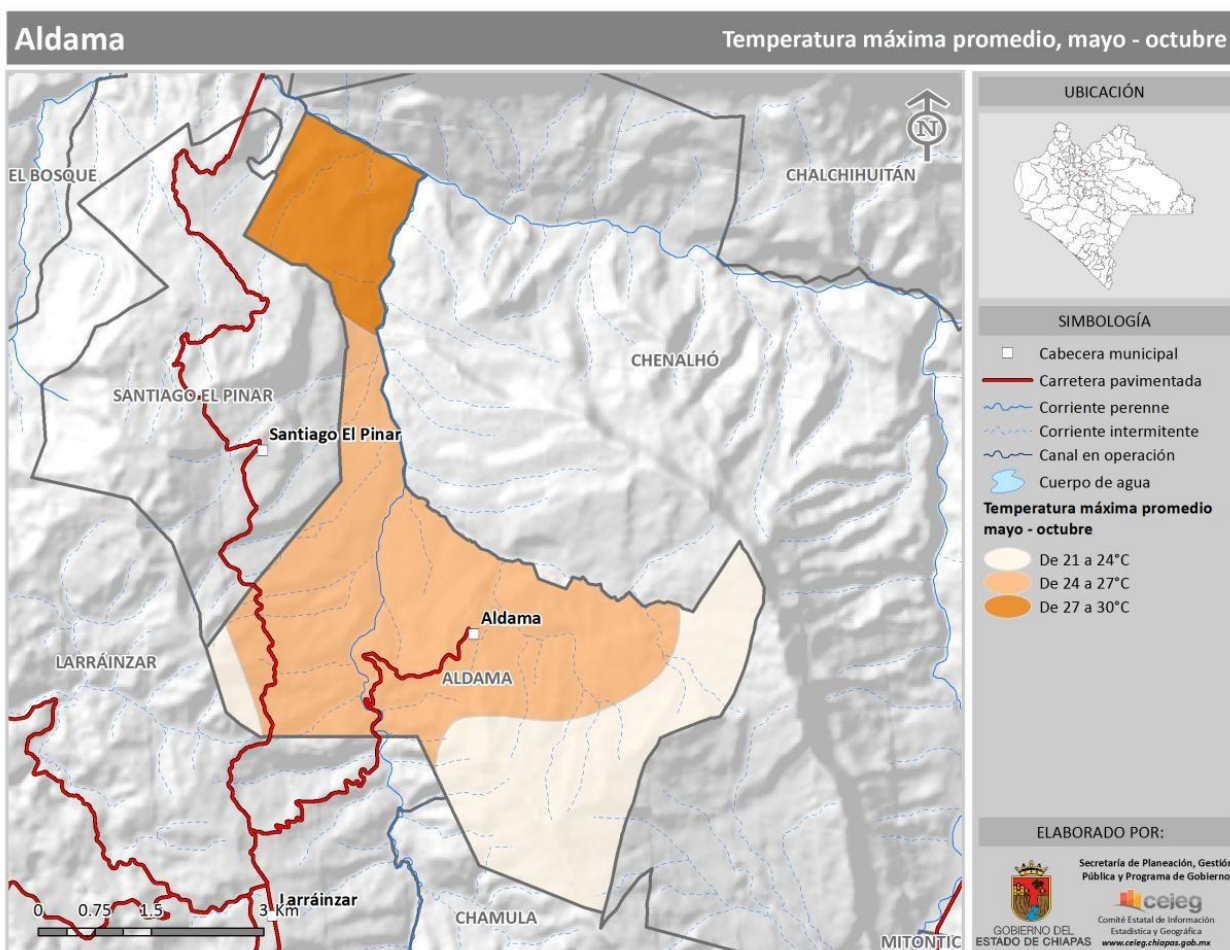 Aldama
Temperatura máxima promedio, mayo - octubre
N
EL BOSQUE
CHALCHIHUITÁN
CHENALHÓ
SANTIAGO EL PINAR
Santiago El Pinar
Aldama
LARRÁINZAR
ALDAMA
Larráinzar
CHAMULA
MITONTIC
0 0.75 1.5 3 Km
UBICACIÓN
SIMBOLOGÍA
Cabecera municipal
Carretera pavimentada
Corriente perenne
Corriente intermitente
Canal en operación
Cuerpo de agua
Temperatura máxima promedio
mayo - octubre
De 21 a 24°C
De 24 a 27°C
De 27 a 30°C
ELABORADO POR:
GOBIERNO DEL
ESTADO DE CHIAPAS
Secretaría de Planeación, Gestión
Pública y Programa de Gobierno
ceieg
Comité Estatal de Información
Estadística y Geográfica
www.ceieg.chiapas.gob.mx